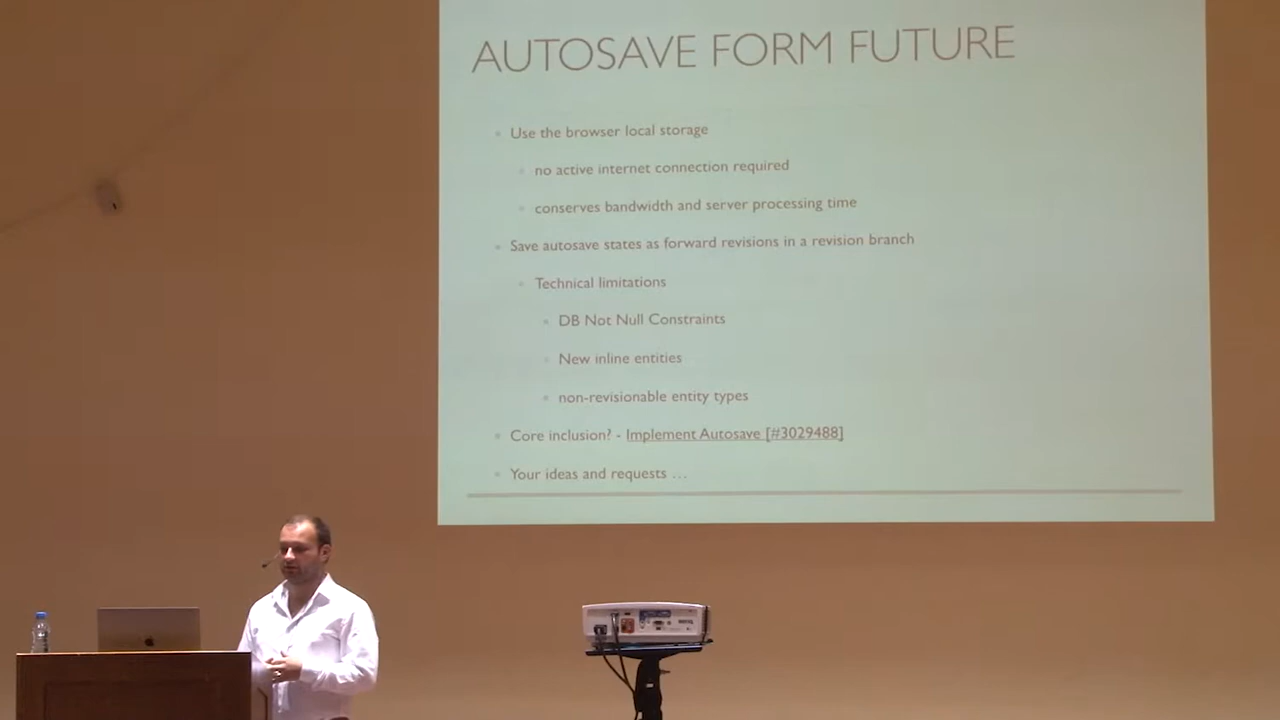 AUTOSAVE FORM FUTURE
Use the browser local storage
no active internet connection required
conserves bandwidth and server processing time
Save autosave states as forward revisions in a revision branch
Technical limitations
DB Not Null Constraints
New inline entities
non-revisionable entity types
Core inclusion? - Implement Autosave [#3029488]
Your ideas and requests …